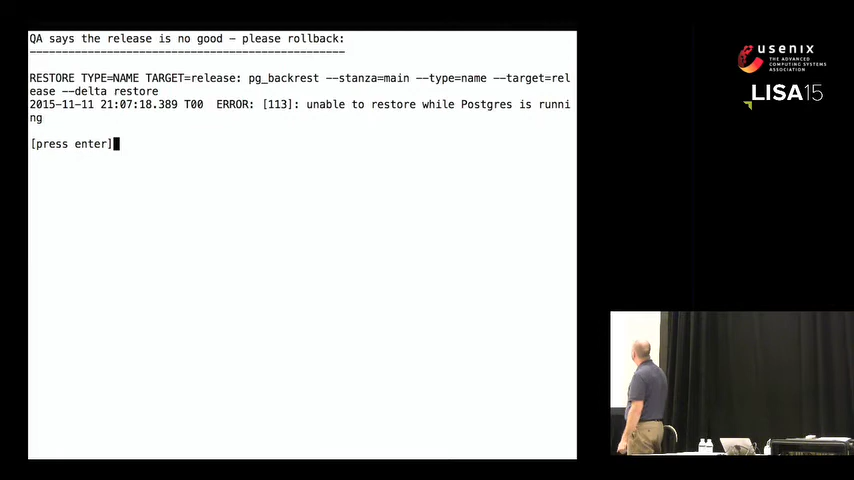 QA says the release is no good - please rollback:
-------------------------------------------------
RESTORE TYPE=NAME TARGET=release: pg_backrest --stanza=main --type=name --target=rel
ease --delta restore
2015-11-11 21:07:18.389 T00  ERROR: [113]: unable to restore while Postgres is runni
ng
[press enter]
usenix
THE ADVANCED
COMPUTING SYSTEMS
ASSOCIATION
LISA15